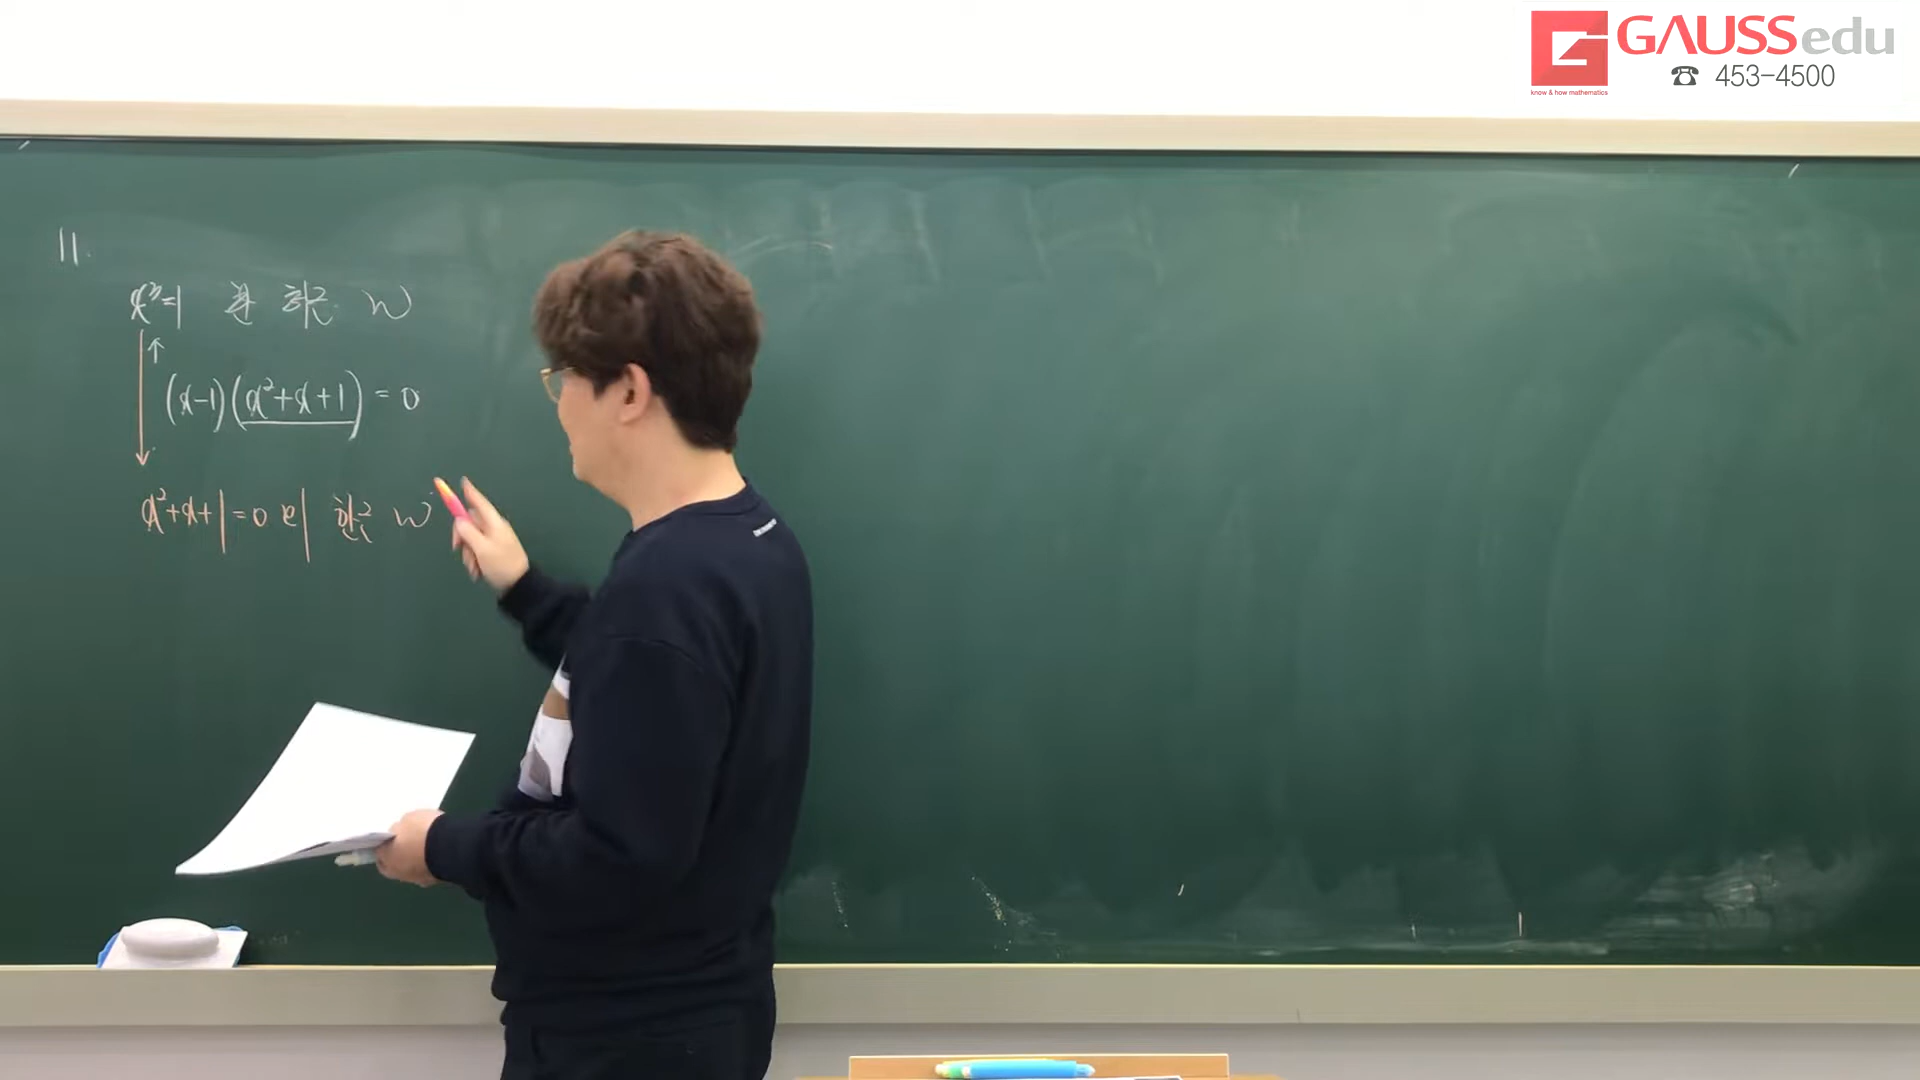 GAUSSedu
know & how mathematics
☎ 453-4500
11.
x³=1 한 허근 w
(x-1)(x²+x+1) = 0
x²+x+1=0 의 한근 w